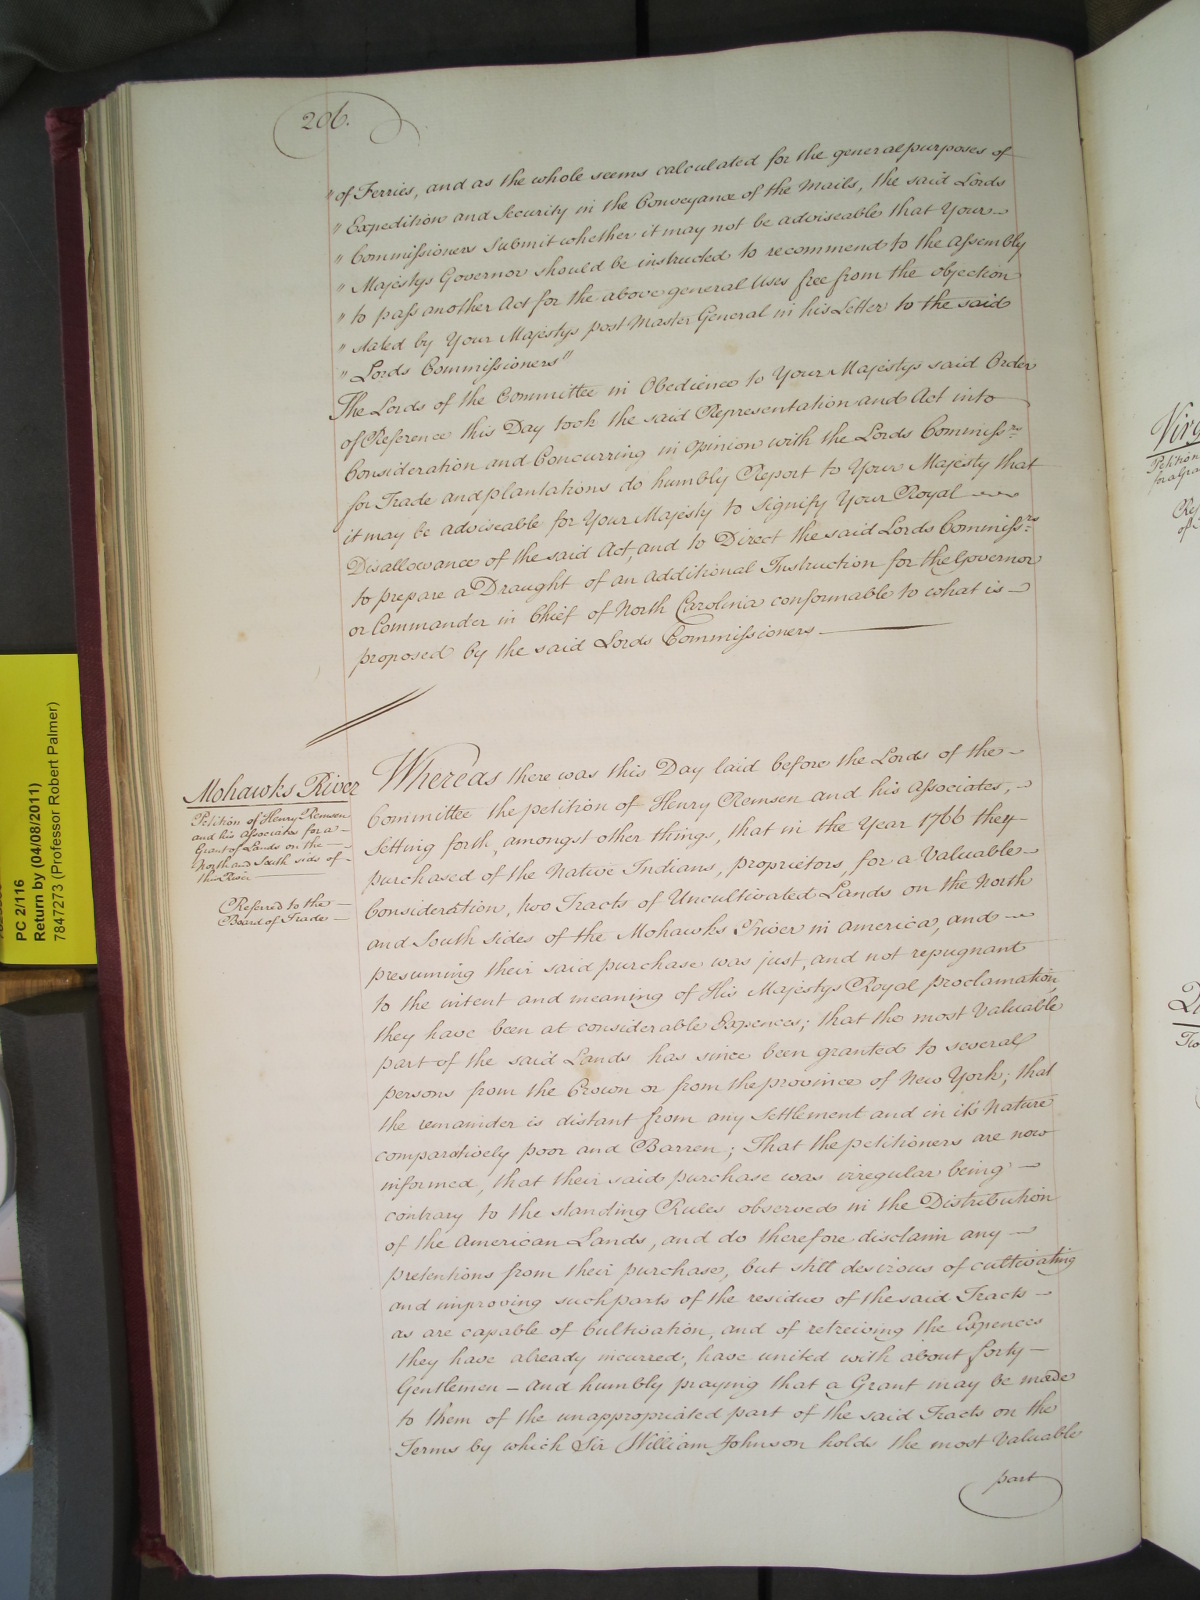 206.
"of Ferries, and as the whole seems calculated for the general purposes of
"Expedition and Security in the Conveyance of the Mails, the said Lords
"Commissioners Submit whether it may not be adviseable that Your
"Majestys Governor should be instructed to recommend to the Assembly
"to pass another Act for the above general Uses free from the objection
"stated by Your Majestys post Master General in his Letter to the said
"Lords Commissioners"
The Lords of the Committee in Obedience to Your Majestys said Order
of Reference this Day took the said Representation and Act into
Consideration and Concurring in Opinion with the Lords Commissrs
for Trade and plantations do humbly Report to Your Majesty that
it may be adviseable for Your Majesty to signify Your Royal
Disallowance of the said Act, and to Direct the said Lords Commissrs
to prepare a Draught of an Additional Instruction for the Governor
or Commander in Chief of North Carolina conformable to what is
proposed by the said Lords Commissioners
Mohawks River
Petition of Henry Remsen
and his Associates for a
Grant of Lands on the
North and South sides of
this River
Referred to the
Board of Trade
Whereas there was this Day laid before the Lords of the
Committee the petition of Henry Remsen and his Associates,
Setting forth, amongst other things, that in the Year 1766 they
purchased of the Native Indians, proprietors, for a Valuable
Consideration, two Tracts of Uncultivated Lands on the North
and South sides of the Mohawks River in America, and
presuming their said purchase was just, and not repugnant
to the intent and meaning of His Majestys Royal proclamation,
they have been at considerable Expences; that the most Valuable
part of the said Lands has since been granted to several
persons from the Crown or from the province of New York; that
the remainder is distant from any Settlement and in it's Nature
comparatively poor and Barren; That the petitioners are now
informed, that their said purchase was irregular being
contrary to the standing Rules observed in the Distribution
of the American Lands, and do therefore disclaim any
pretentions from their purchase, but still desirous of cultivating
and improving such parts of the residue of the said Tracts
as are capable of Cultivation, and of retreiving the Expences
they have already incurred, have united with about forty
Gentlemen - And humbly praying that a Grant may be made
to them of the unappropriated part of the said Tracts on the
Terms by which Sir William Johnson holds the most Valuable
part
PC 2/116
Return by (04/08/2011)
7847273 (Professor Robert Palmer)